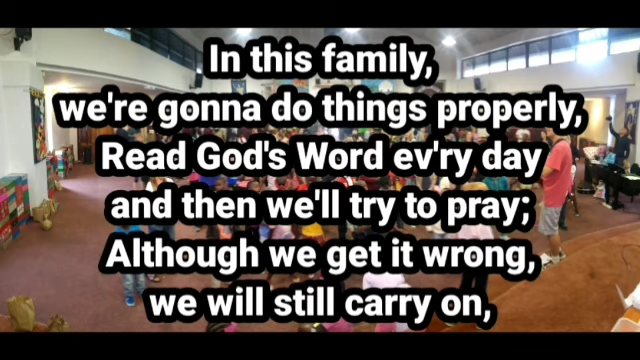 In this family,
we're gonna do things properly,
Read God's Word ev'ry day
and then we'll try to pray;
Although we get it wrong,
we will still carry on,